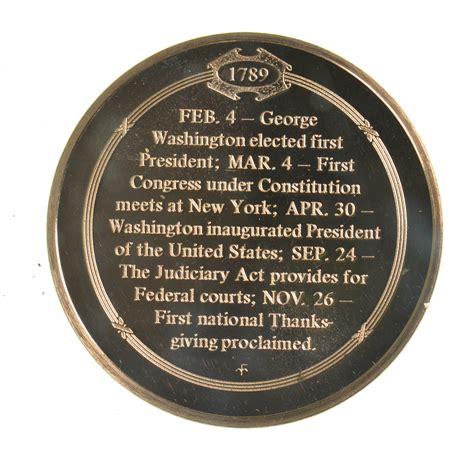 1789
FEB. 4 — George
Washington elected first
President; MAR. 4 — First
Congress under Constitution
meets at New York; APR. 30 —
Washington inaugurated President
of the United States; SEP. 24 —
The Judiciary Act provides for
Federal courts; NOV. 26 —
First national Thanks-
giving proclaimed.